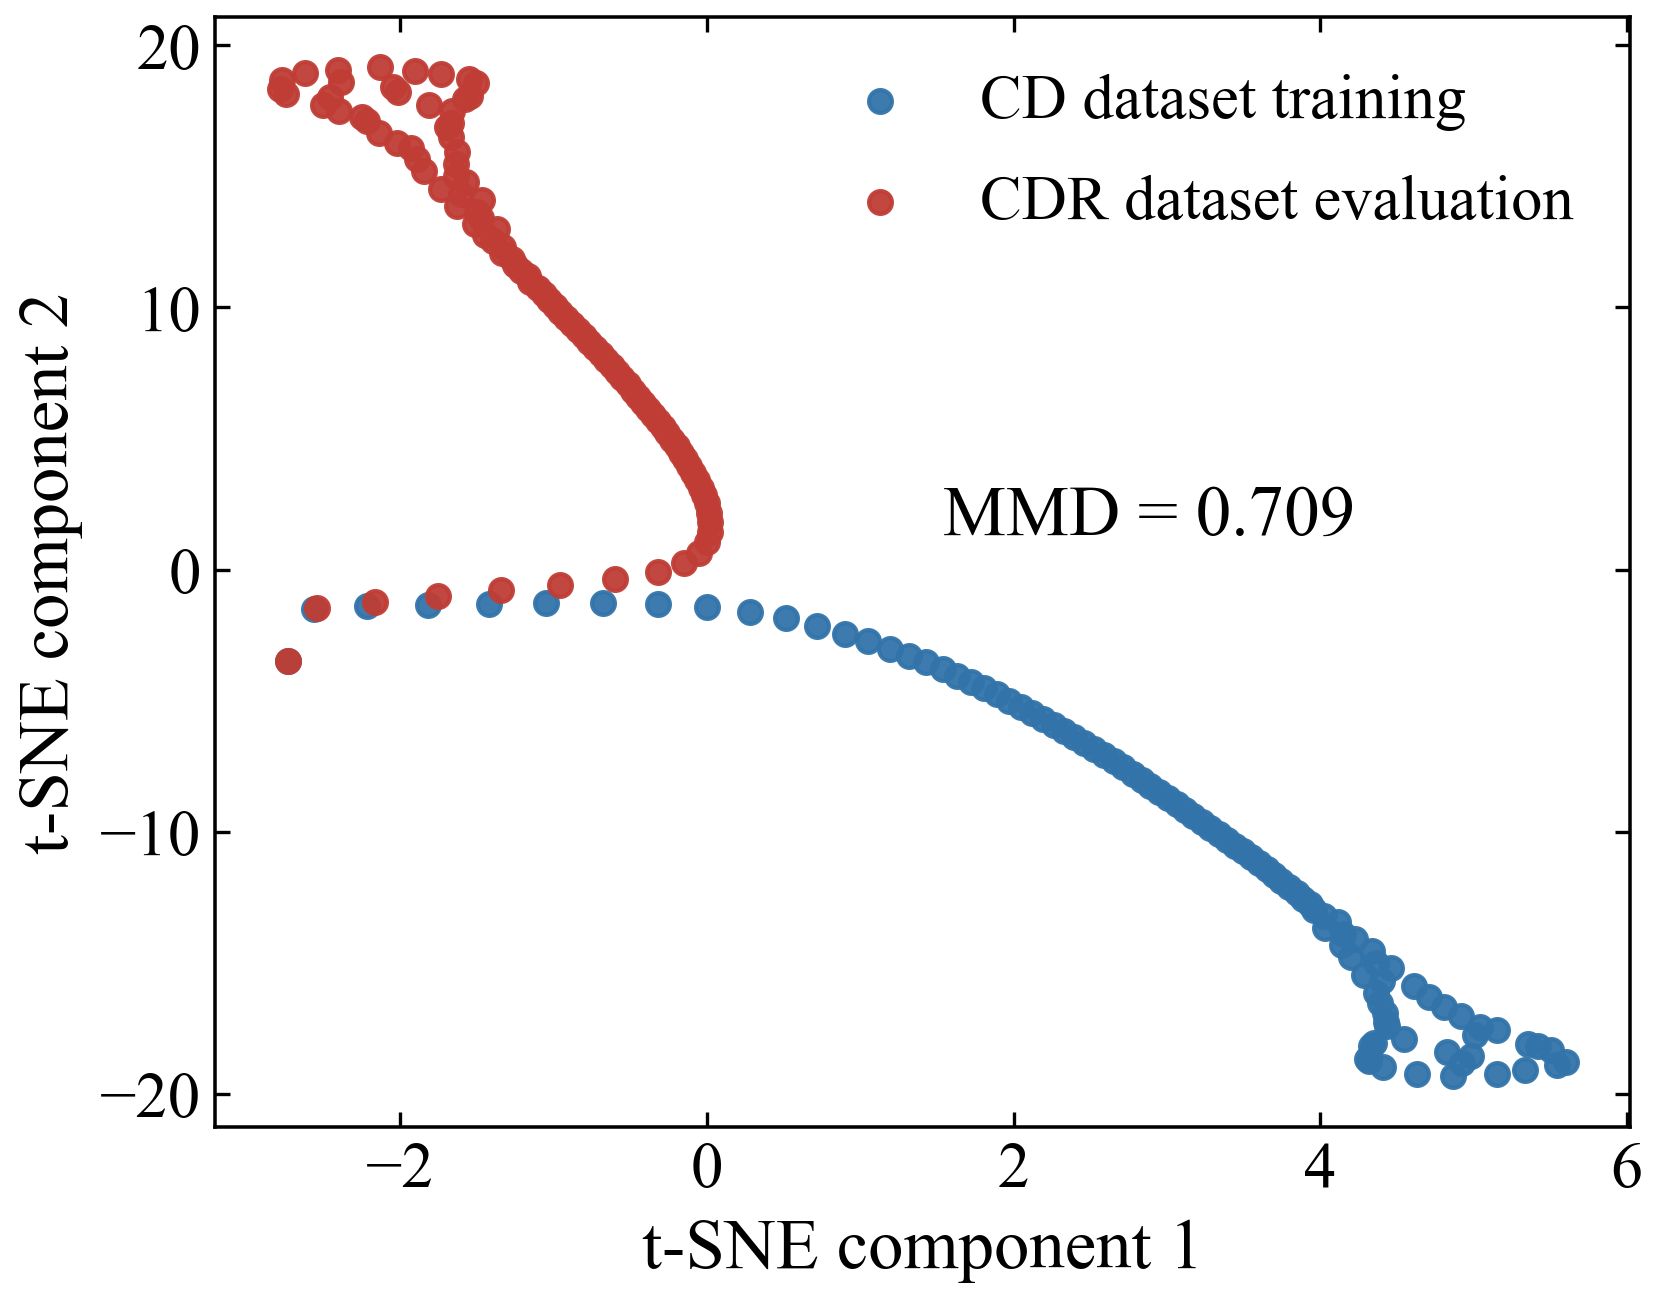 CD dataset training
CDR dataset evaluation
MMD = 0.709
20
10
0
−10
−20
−2
0
2
4
6
t-SNE component 1
t-SNE component 2